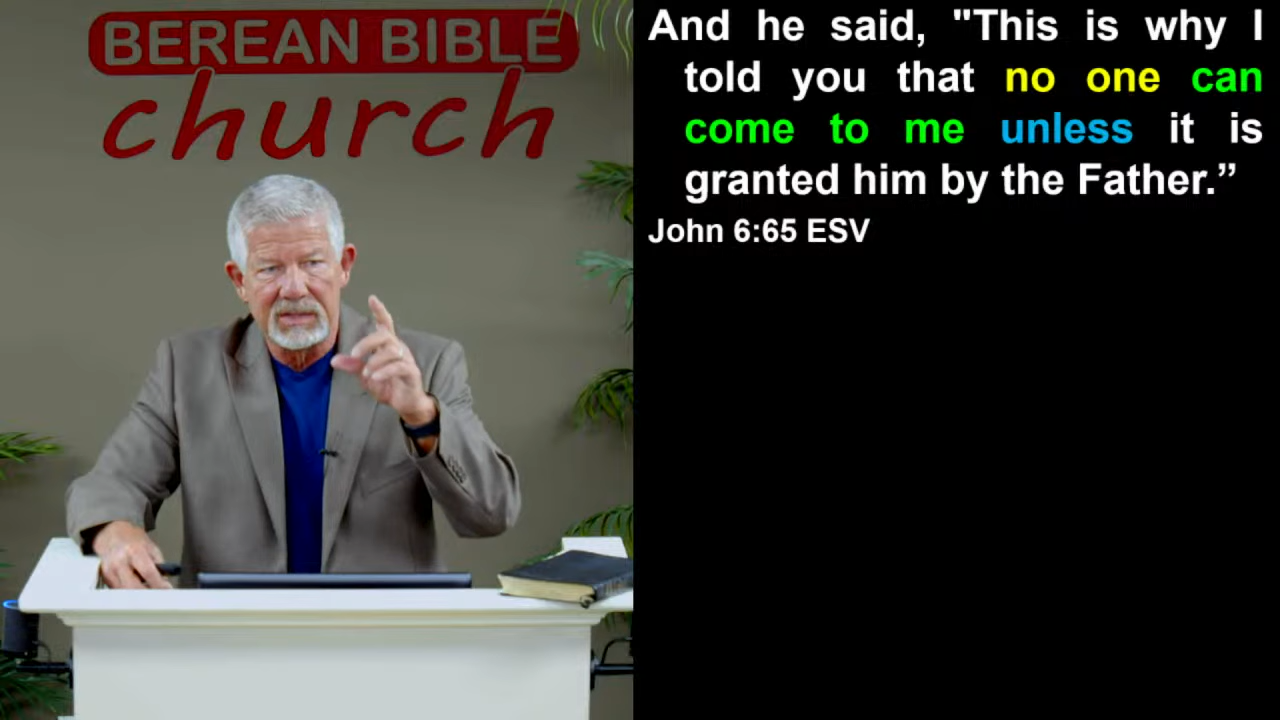 BEREAN BIBLE
church
And he said, "This is why I
told you that no one can
come to me unless it is
granted him by the Father.”
John 6:65 ESV